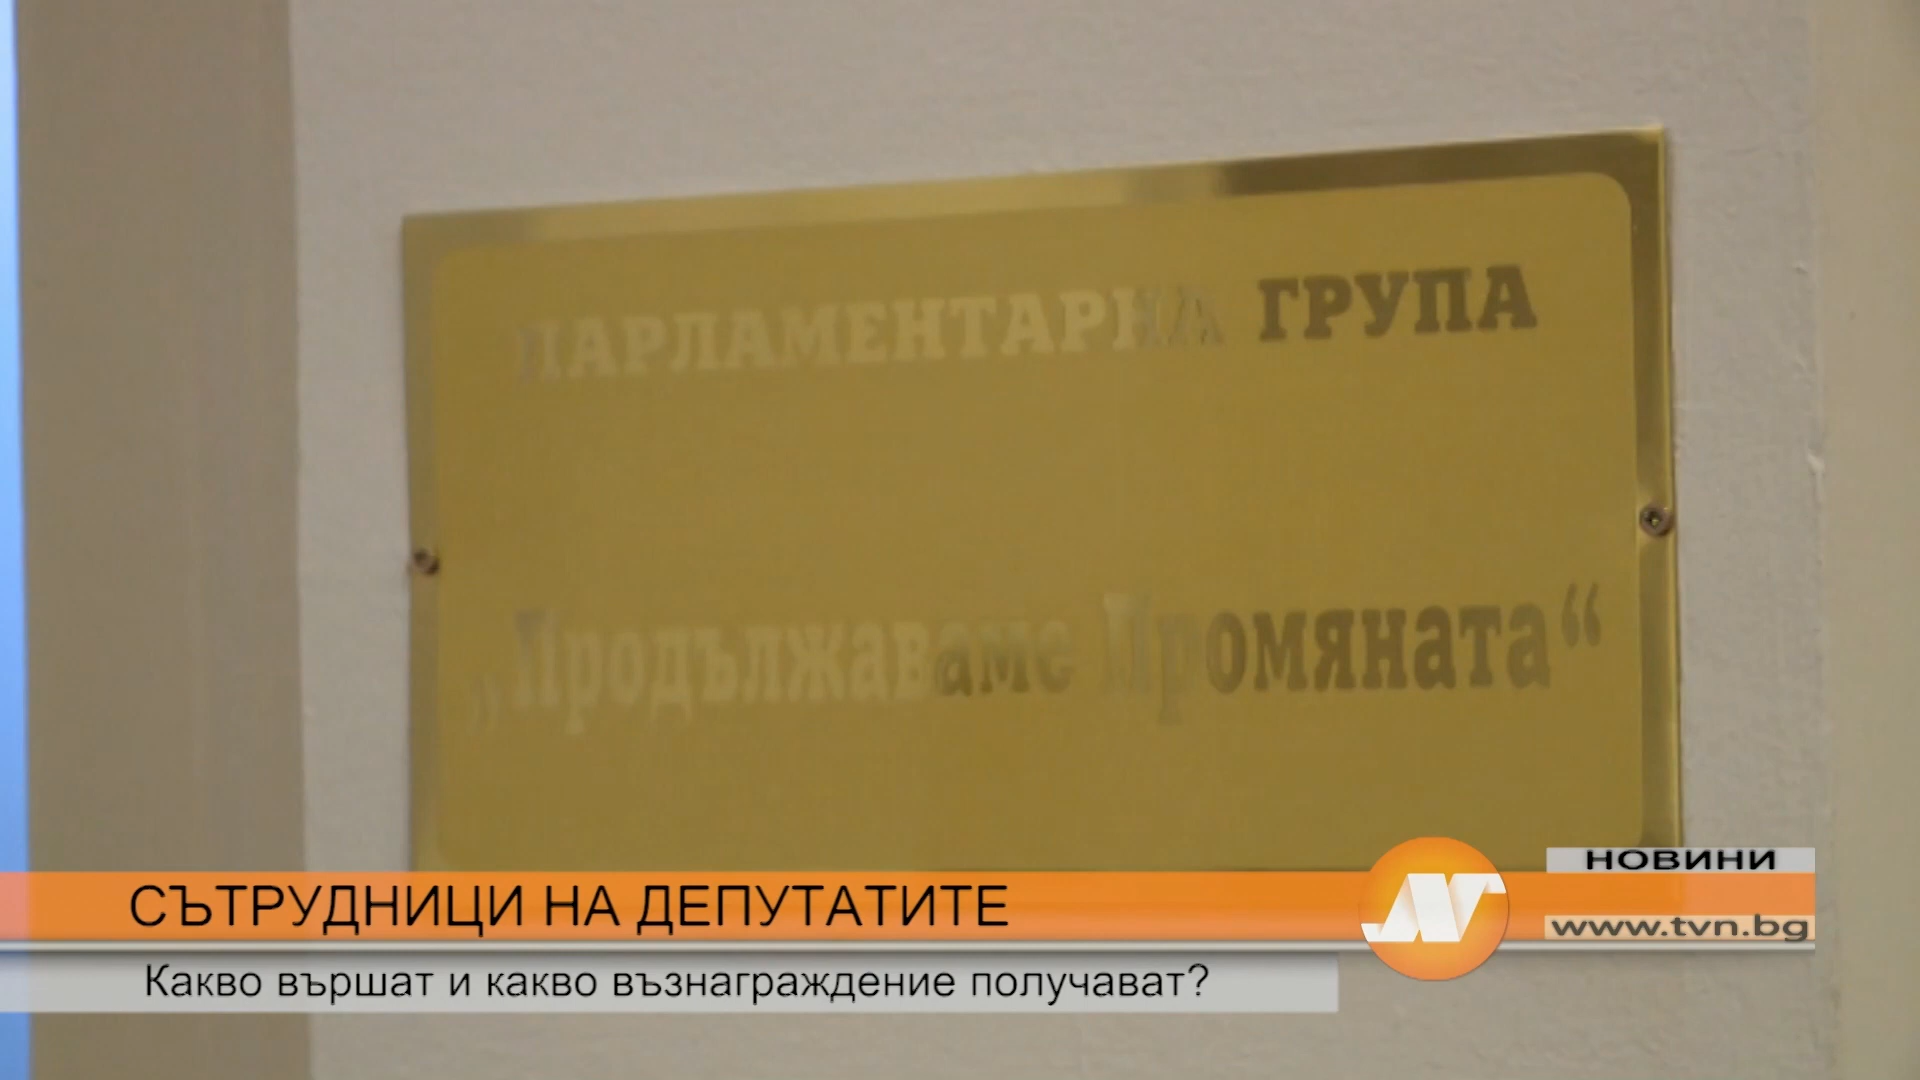 ПАРЛАМЕНТАРНА ГРУПА
„Продължаваме Промяната“
СЪТРУДНИЦИ НА ДЕПУТАТИТЕ
Какво вършат и какво възнаграждение получават?
НОВИНИ
www.tvn.bg